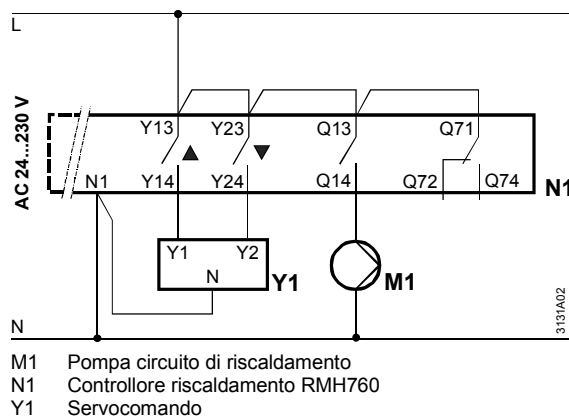 L
AC 24...230 V
Y13 Y23 Q13 Q71
N1 Y14 Y24 Q14 Q72 Q74
N1
Y1 Y2
N
Y1
M1
N
3131A02
M1 Pompa circuito di riscaldamento
N1 Controllore riscaldamento RMH760
Y1 Servocomando